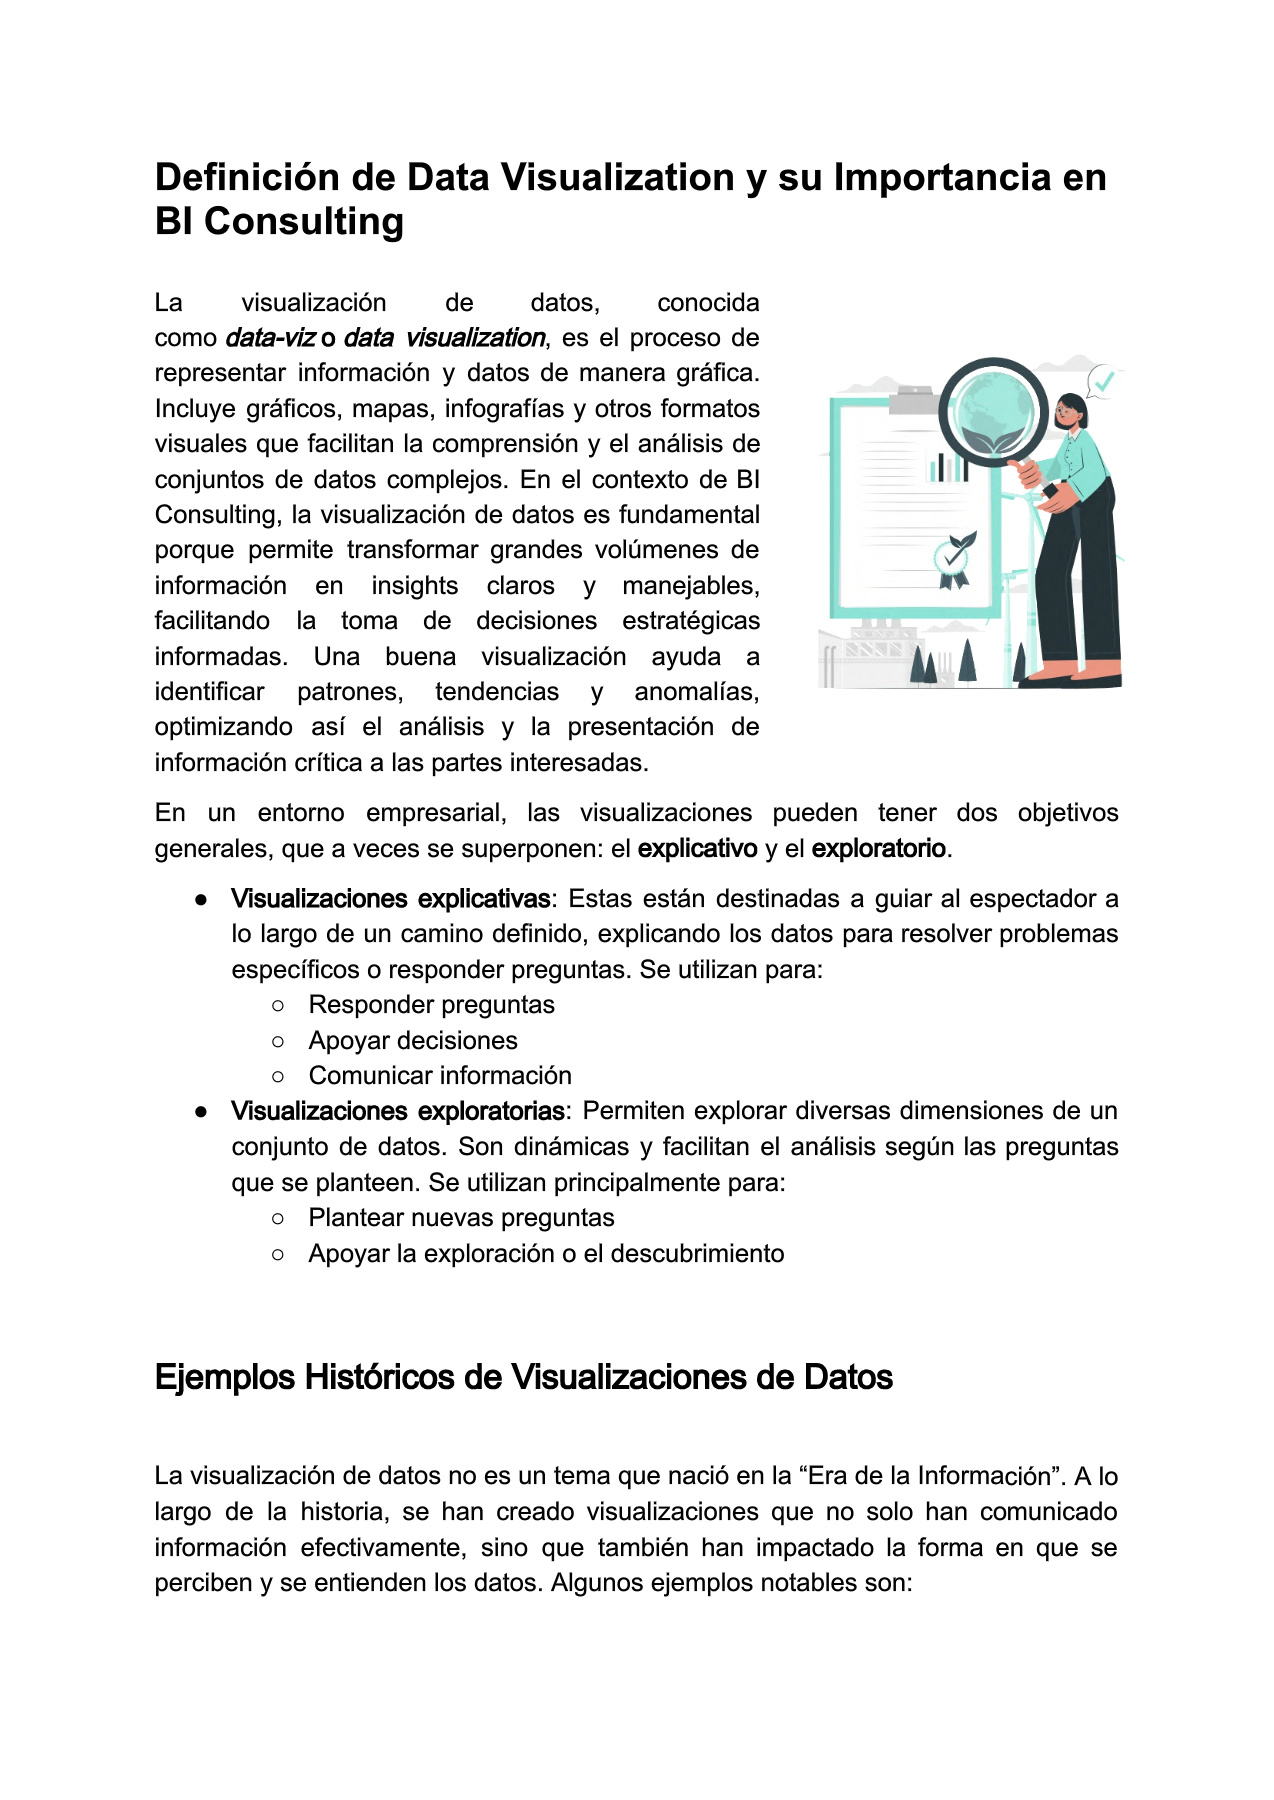 Definición de Data Visualization y su Importancia en
BI Consulting
La visualización de datos, conocida
como data-viz o data visualization, es el proceso de
representar información y datos de manera gráfica.
Incluye gráficos, mapas, infografías y otros formatos
visuales que facilitan la comprensión y el análisis de
conjuntos de datos complejos. En el contexto de BI
Consulting, la visualización de datos es fundamental
porque permite transformar grandes volúmenes de
información en insights claros y manejables,
facilitando la toma de decisiones estratégicas
informadas. Una buena visualización ayuda a
identificar patrones, tendencias y anomalías,
optimizando así el análisis y la presentación de
información crítica a las partes interesadas.
En un entorno empresarial, las visualizaciones pueden tener dos objetivos
generales, que a veces se superponen: el explicativo y el exploratorio.
● Visualizaciones explicativas: Estas están destinadas a guiar al espectador a
lo largo de un camino definido, explicando los datos para resolver problemas
específicos o responder preguntas. Se utilizan para:
○ Responder preguntas
○ Apoyar decisiones
○ Comunicar información
● Visualizaciones exploratorias: Permiten explorar diversas dimensiones de un
conjunto de datos. Son dinámicas y facilitan el análisis según las preguntas
que se planteen. Se utilizan principalmente para:
○ Plantear nuevas preguntas
○ Apoyar la exploración o el descubrimiento
Ejemplos Históricos de Visualizaciones de Datos
La visualización de datos no es un tema que nació en la “Era de la Información”. A lo
largo de la historia, se han creado visualizaciones que no solo han comunicado
información efectivamente, sino que también han impactado la forma en que se
perciben y se entienden los datos. Algunos ejemplos notables son: